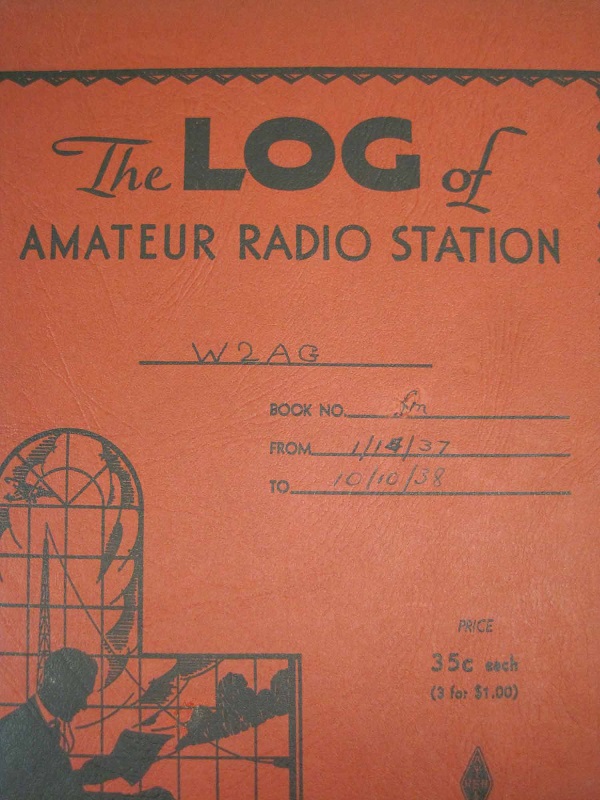 The LOG of
AMATEUR RADIO STATION
W2AG
BOOK NO.
FROM 1/14/37
TO 10/10/38
PRICE
35c each
(3 for $1.00)